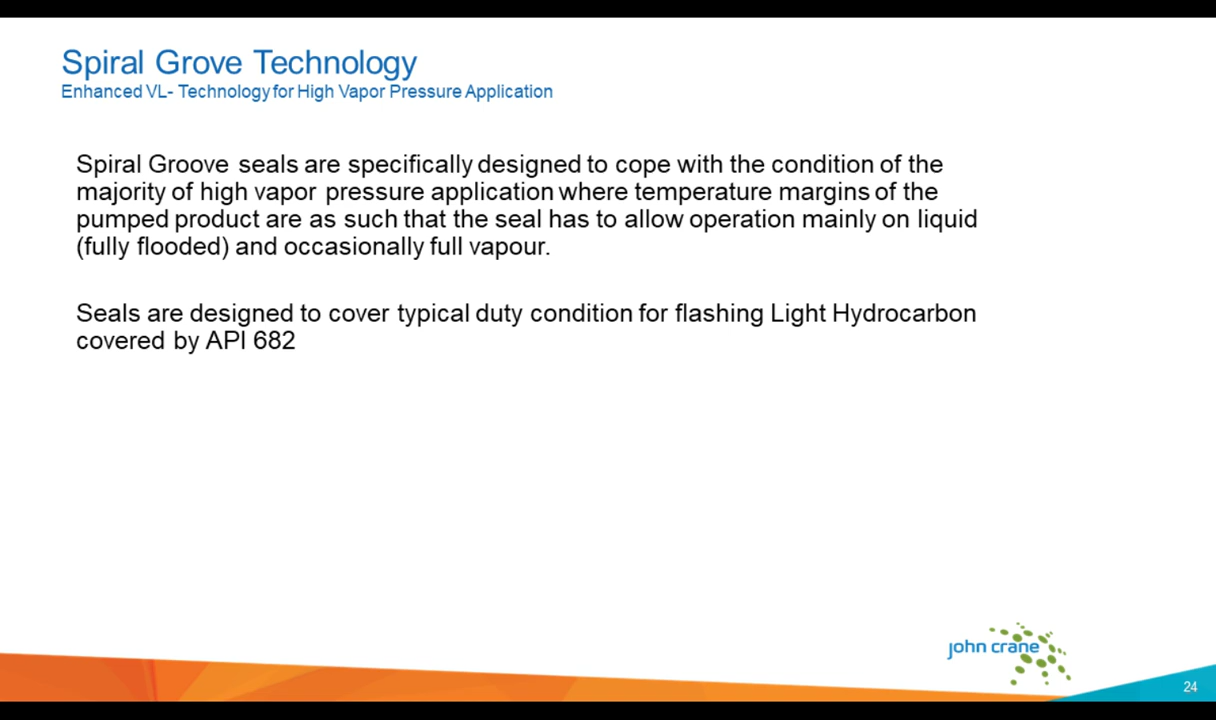 Spiral Grove Technology
Enhanced VL- Technology for High Vapor Pressure Application
Spiral Groove seals are specifically designed to cope with the condition of the
majority of high vapor pressure application where temperature margins of the
pumped product are as such that the seal has to allow operation mainly on liquid
(fully flooded) and occasionally full vapour.
Seals are designed to cover typical duty condition for flashing Light Hydrocarbon
covered by API 682
john crane
24